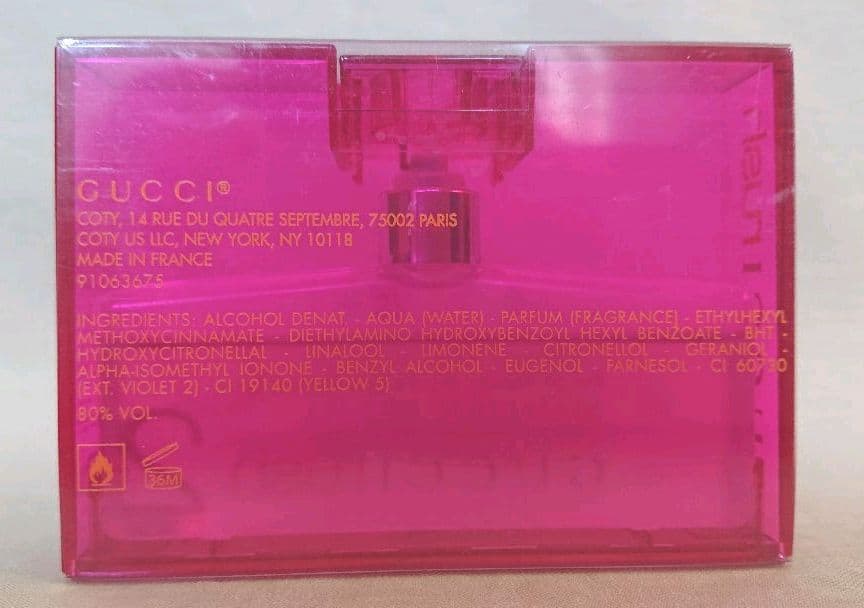 GUCCI®
COTY, 14 RUE DU QUATRE SEPTEMBRE, 75002 PARIS
COTY US LLC, NEW YORK, NY 10118
MADE IN FRANCE
91063675
INGREDIENTS: ALCOHOL DENAT. - AQUA (WATER) - PARFUM (FRAGRANCE) - ETHYLHEXYL
METHOXYCINNAMATE - DIETHYLAMINO HYDROXYBENZOYL HEXYL BENZOATE - BHT -
HYDROXYCITRONELLAL - LINALOOL - LIMONENE - CITRONELLOL - GERANIOL -
ALPHA-ISOMETHYL IONONE - BENZYL ALCOHOL - EUGENOL - FARNESOL - CI 60730
(EXT. VIOLET 2) - CI 19140 (YELLOW 5)
80% VOL.
36M